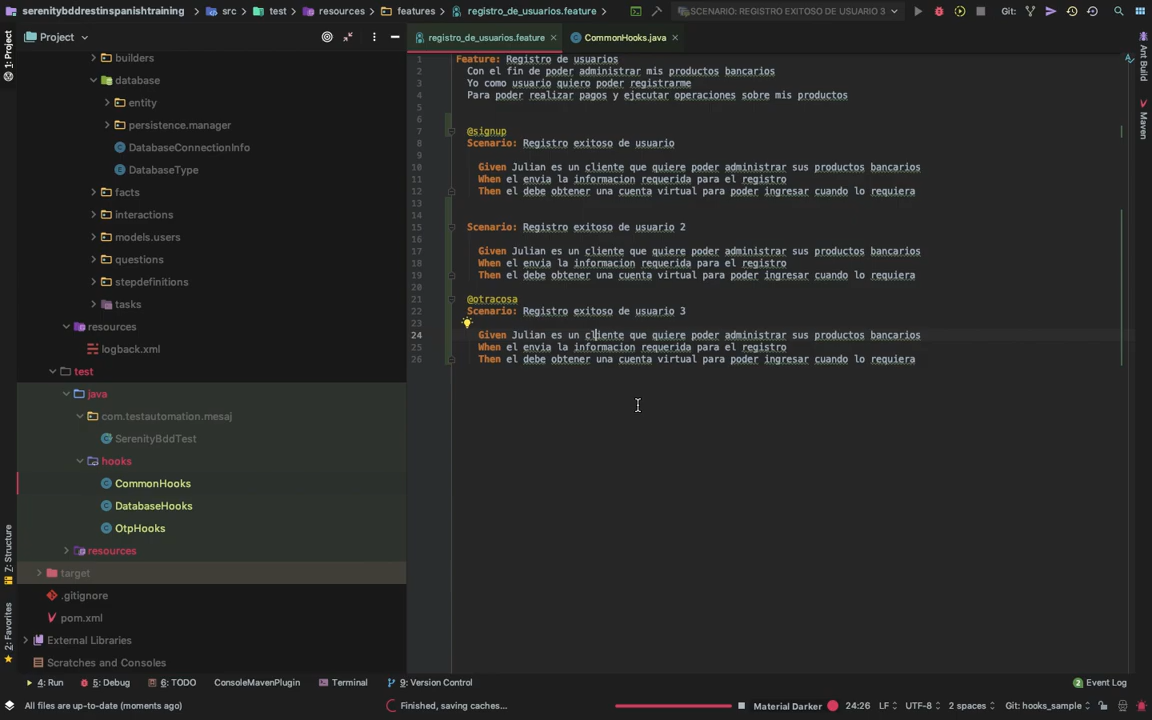 serenitybddrestinspanishtraining src test resources features registro_de_usuarios.feature SCENARIO: REGISTRO EXITOSO DE USUARIO 3 Git:
Project registro_de_usuarios.feature CommonHooks.java
1: Project
7: Structure
2: Favorites
builders
database
entity
persistence.manager
DatabaseConnectionInfo
DatabaseType
facts
interactions
models.users
questions
stepdefinitions
tasks
resources
logback.xml
test
java
com.testautomation.mesaj
SerenityBddTest
hooks
CommonHooks
DatabaseHooks
OtpHooks
resources
target
.gitignore
pom.xml
External Libraries
Scratches and Consoles
1 Feature: Registro de usuarios
2 Con el fin de poder administrar mis productos bancarios
3 Yo como usuario quiero poder registrarme
4 Para poder realizar pagos y ejecutar operaciones sobre mis productos
5
6
7 @signup
8 Scenario: Registro exitoso de usuario
9
10 Given Julian es un cliente que quiere poder administrar sus productos bancarios
11 When el envia la informacion requerida para el registro
12 Then el debe obtener una cuenta virtual para poder ingresar cuando lo requiera
13
14
15 Scenario: Registro exitoso de usuario 2
16
17 Given Julian es un cliente que quiere poder administrar sus productos bancarios
18 When el envia la informacion requerida para el registro
19 Then el debe obtener una cuenta virtual para poder ingresar cuando lo requiera
20
21 @otracosa
22 Scenario: Registro exitoso de usuario 3
23
24 Given Julian es un cliente que quiere poder administrar sus productos bancarios
25 When el envia la informacion requerida para el registro
26 Then el debe obtener una cuenta virtual para poder ingresar cuando lo requiera
Ant Build
Maven
4: Run 5: Debug 6: TODO ConsoleMavenPlugin Terminal 9: Version Control 2 Event Log
All files are up-to-date (moments ago) Finished, saving caches... Material Darker 24:26 LF UTF-8 2 spaces Git: hooks_sample